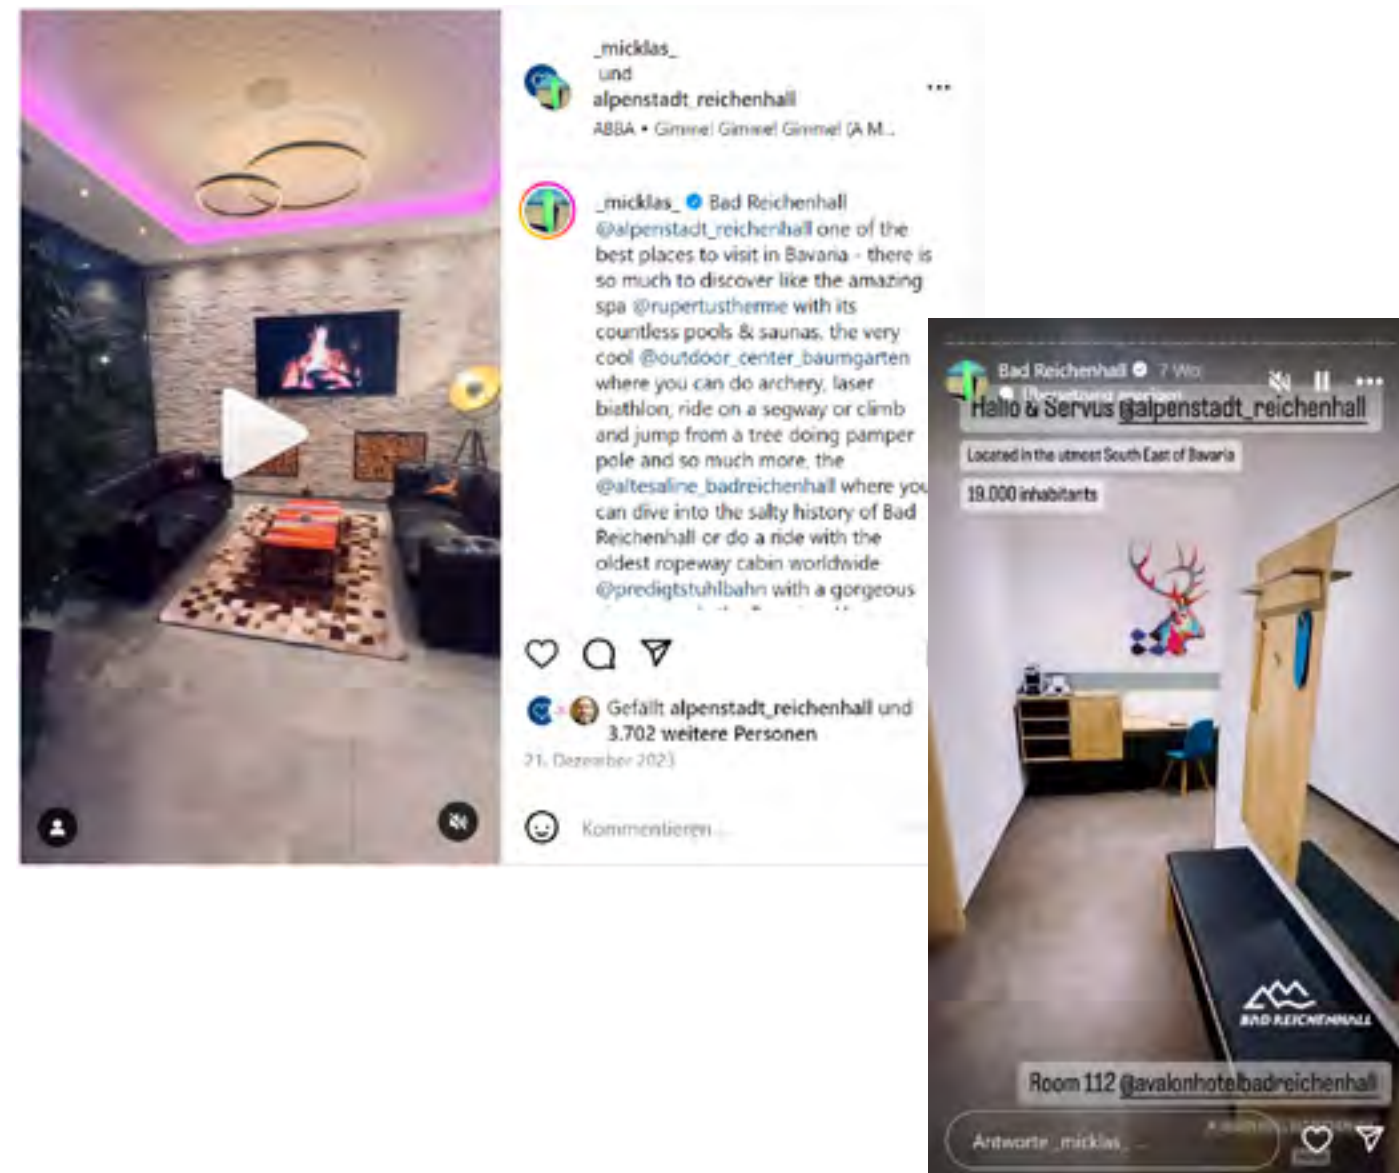 _micklas_
und
alpenstadt_reichenhall
ABBA • Gimme! Gimme! Gimme! (A M...
_micklas_ Bad Reichenhall
@alpenstadt_reichenhall one of the
best places to visit in Bavaria - there is
so much to discover like the amazing
spa @rupertustherme with its
countless pools & saunas, the very
cool @outdoor_center_baumgarten
where you can do archery, laser
biathlon, ride on a segway or climb
and jump from a tree doing pamper
pole and so much more, the
@altesaline_badreichenhall where you
can dive into the salty history of Bad
Reichenhall or do a ride with the
oldest ropeway cabin worldwide
@predigtstuhlbahn with a gorgeous
Gefällt alpenstadt_reichenhall und
3.702 weitere Personen
21. Dezember 2023
Kommentieren ...
Bad Reichenhall 7 Wo.
Übersetzung anzeigen
Hallo & Servus @alpenstadt_reichenhall
Located in the utmost South East of Bavaria
19.000 inhabitants
BAD REICHENHALL
Room 112 @avalonhotelbadreichenhall
Antworte _micklas_ ...